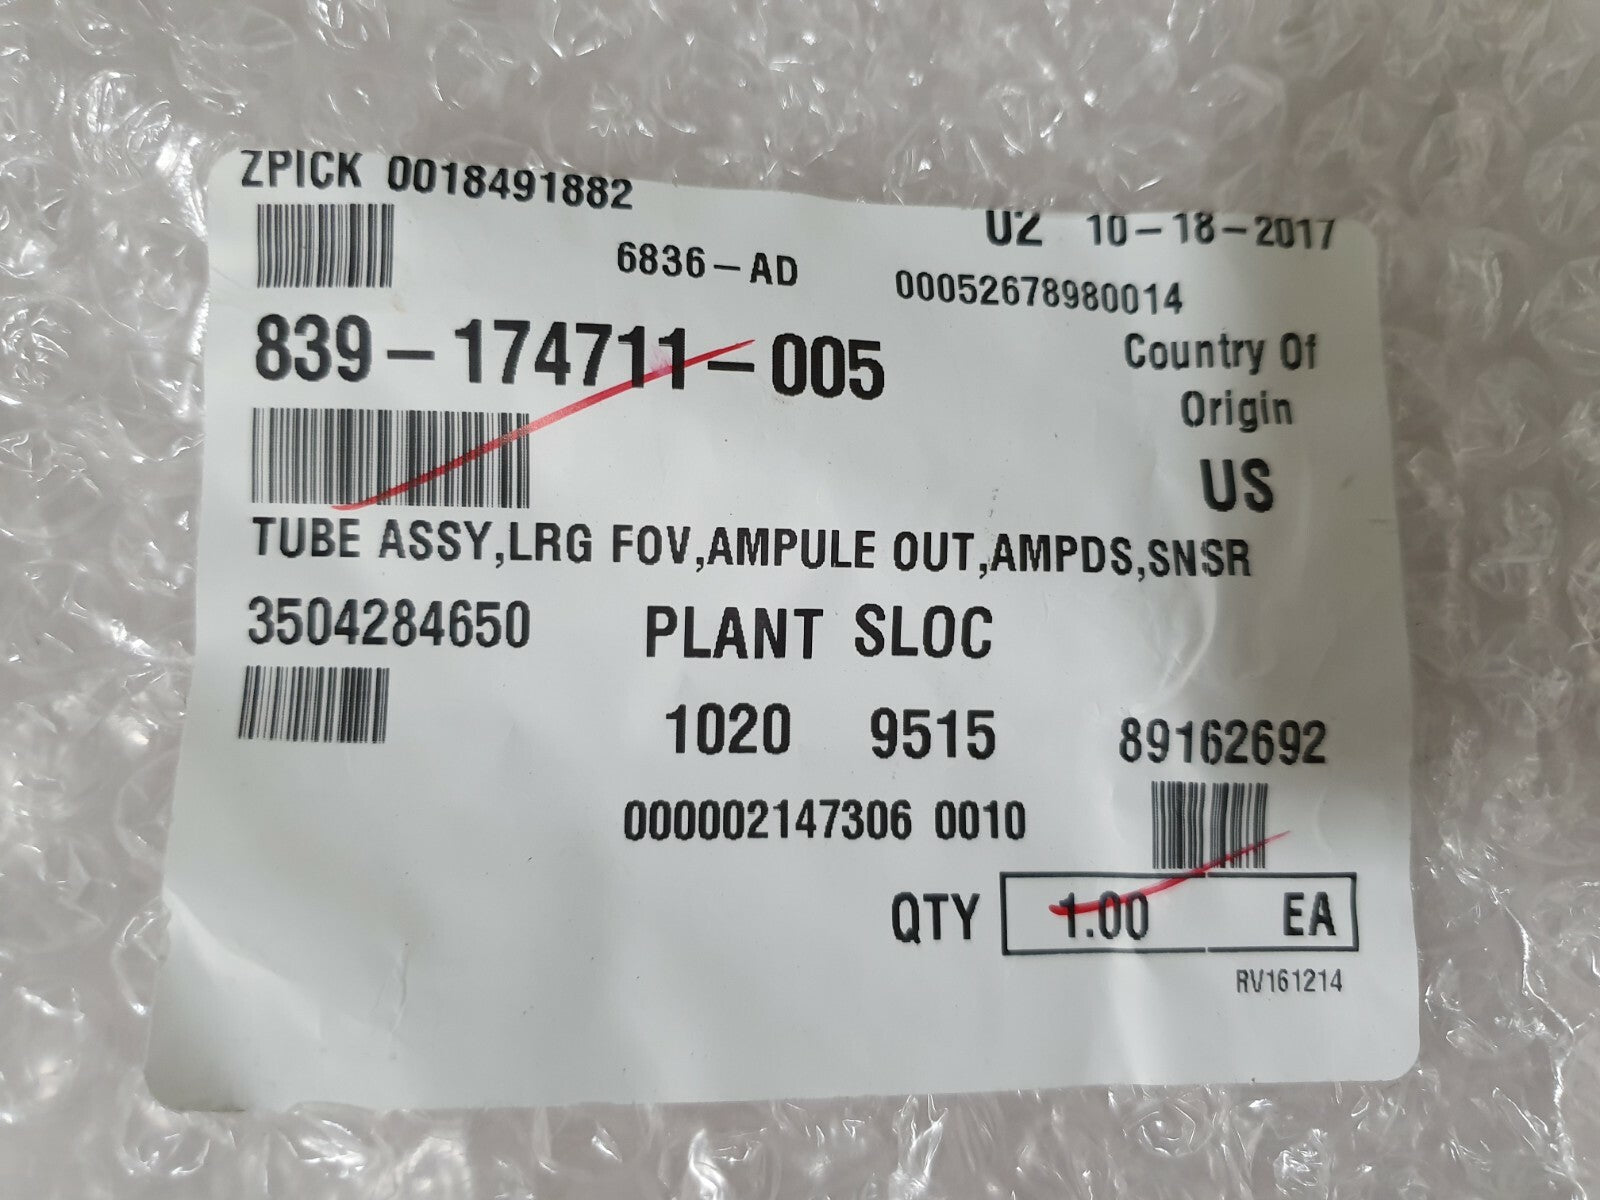 ZPICK 0018491882
U2 10-18-2017
6836-AD
00052678980014
839-174711-005
Country Of
Origin
US
TUBE ASSY,LRG FOV,AMPULE OUT,AMPDS,SNSR
3504284650
PLANT SLOC
1020 9515
89162692
000002147306 0010
QTY 1.00 EA
RV161214